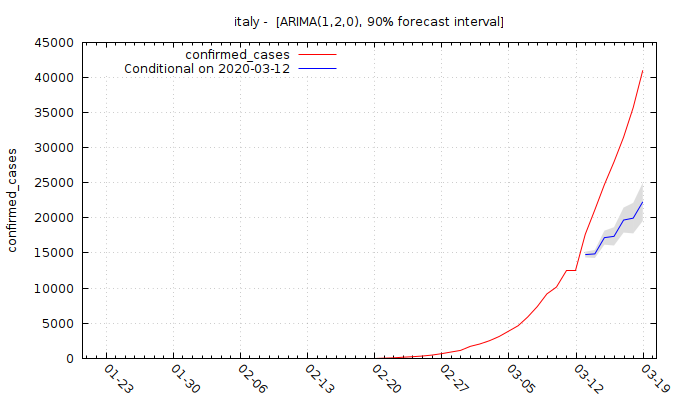 italy -  [ARIMA(1,2,0), 90% forecast interval]
confirmed_cases
Conditional on 2020-03-12
45000
40000
35000
30000
25000
20000
15000
10000
5000
0
confirmed_cases
01-23 01-30 02-06 02-13 02-20 02-27 03-05 03-12 03-19